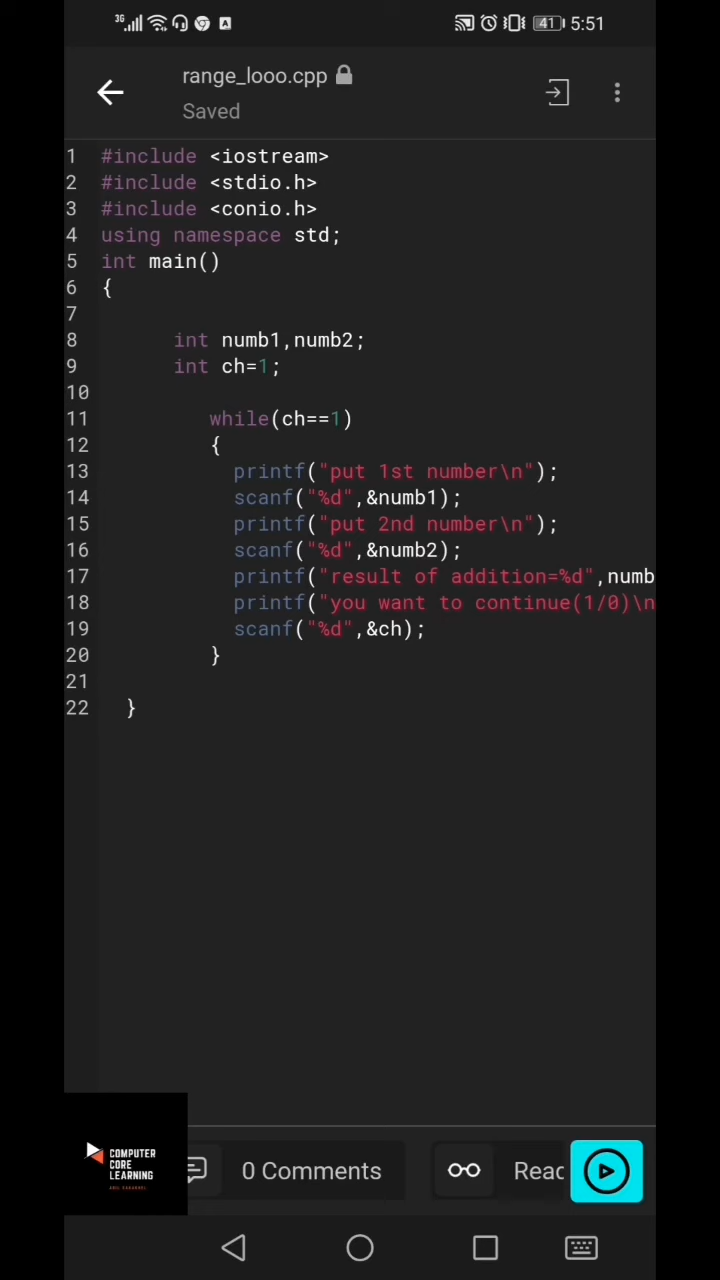 3G 41 5:51
range_looo.cpp
Saved
1 #include <iostream>
2 #include <stdio.h>
3 #include <conio.h>
4 using namespace std;
5 int main()
6 {
7
8 int numb1,numb2;
9 int ch=1;
10
11 while(ch==1)
12 {
13 printf("put 1st number\n");
14 scanf("%d",&numb1);
15 printf("put 2nd number\n");
16 scanf("%d",&numb2);
17 printf("result of addition=%d",numb
18 printf("you want to continue(1/0)\n
19 scanf("%d",&ch);
20 }
21
22 }
COMPUTER
CORE
LEARNING
0 Comments
Read